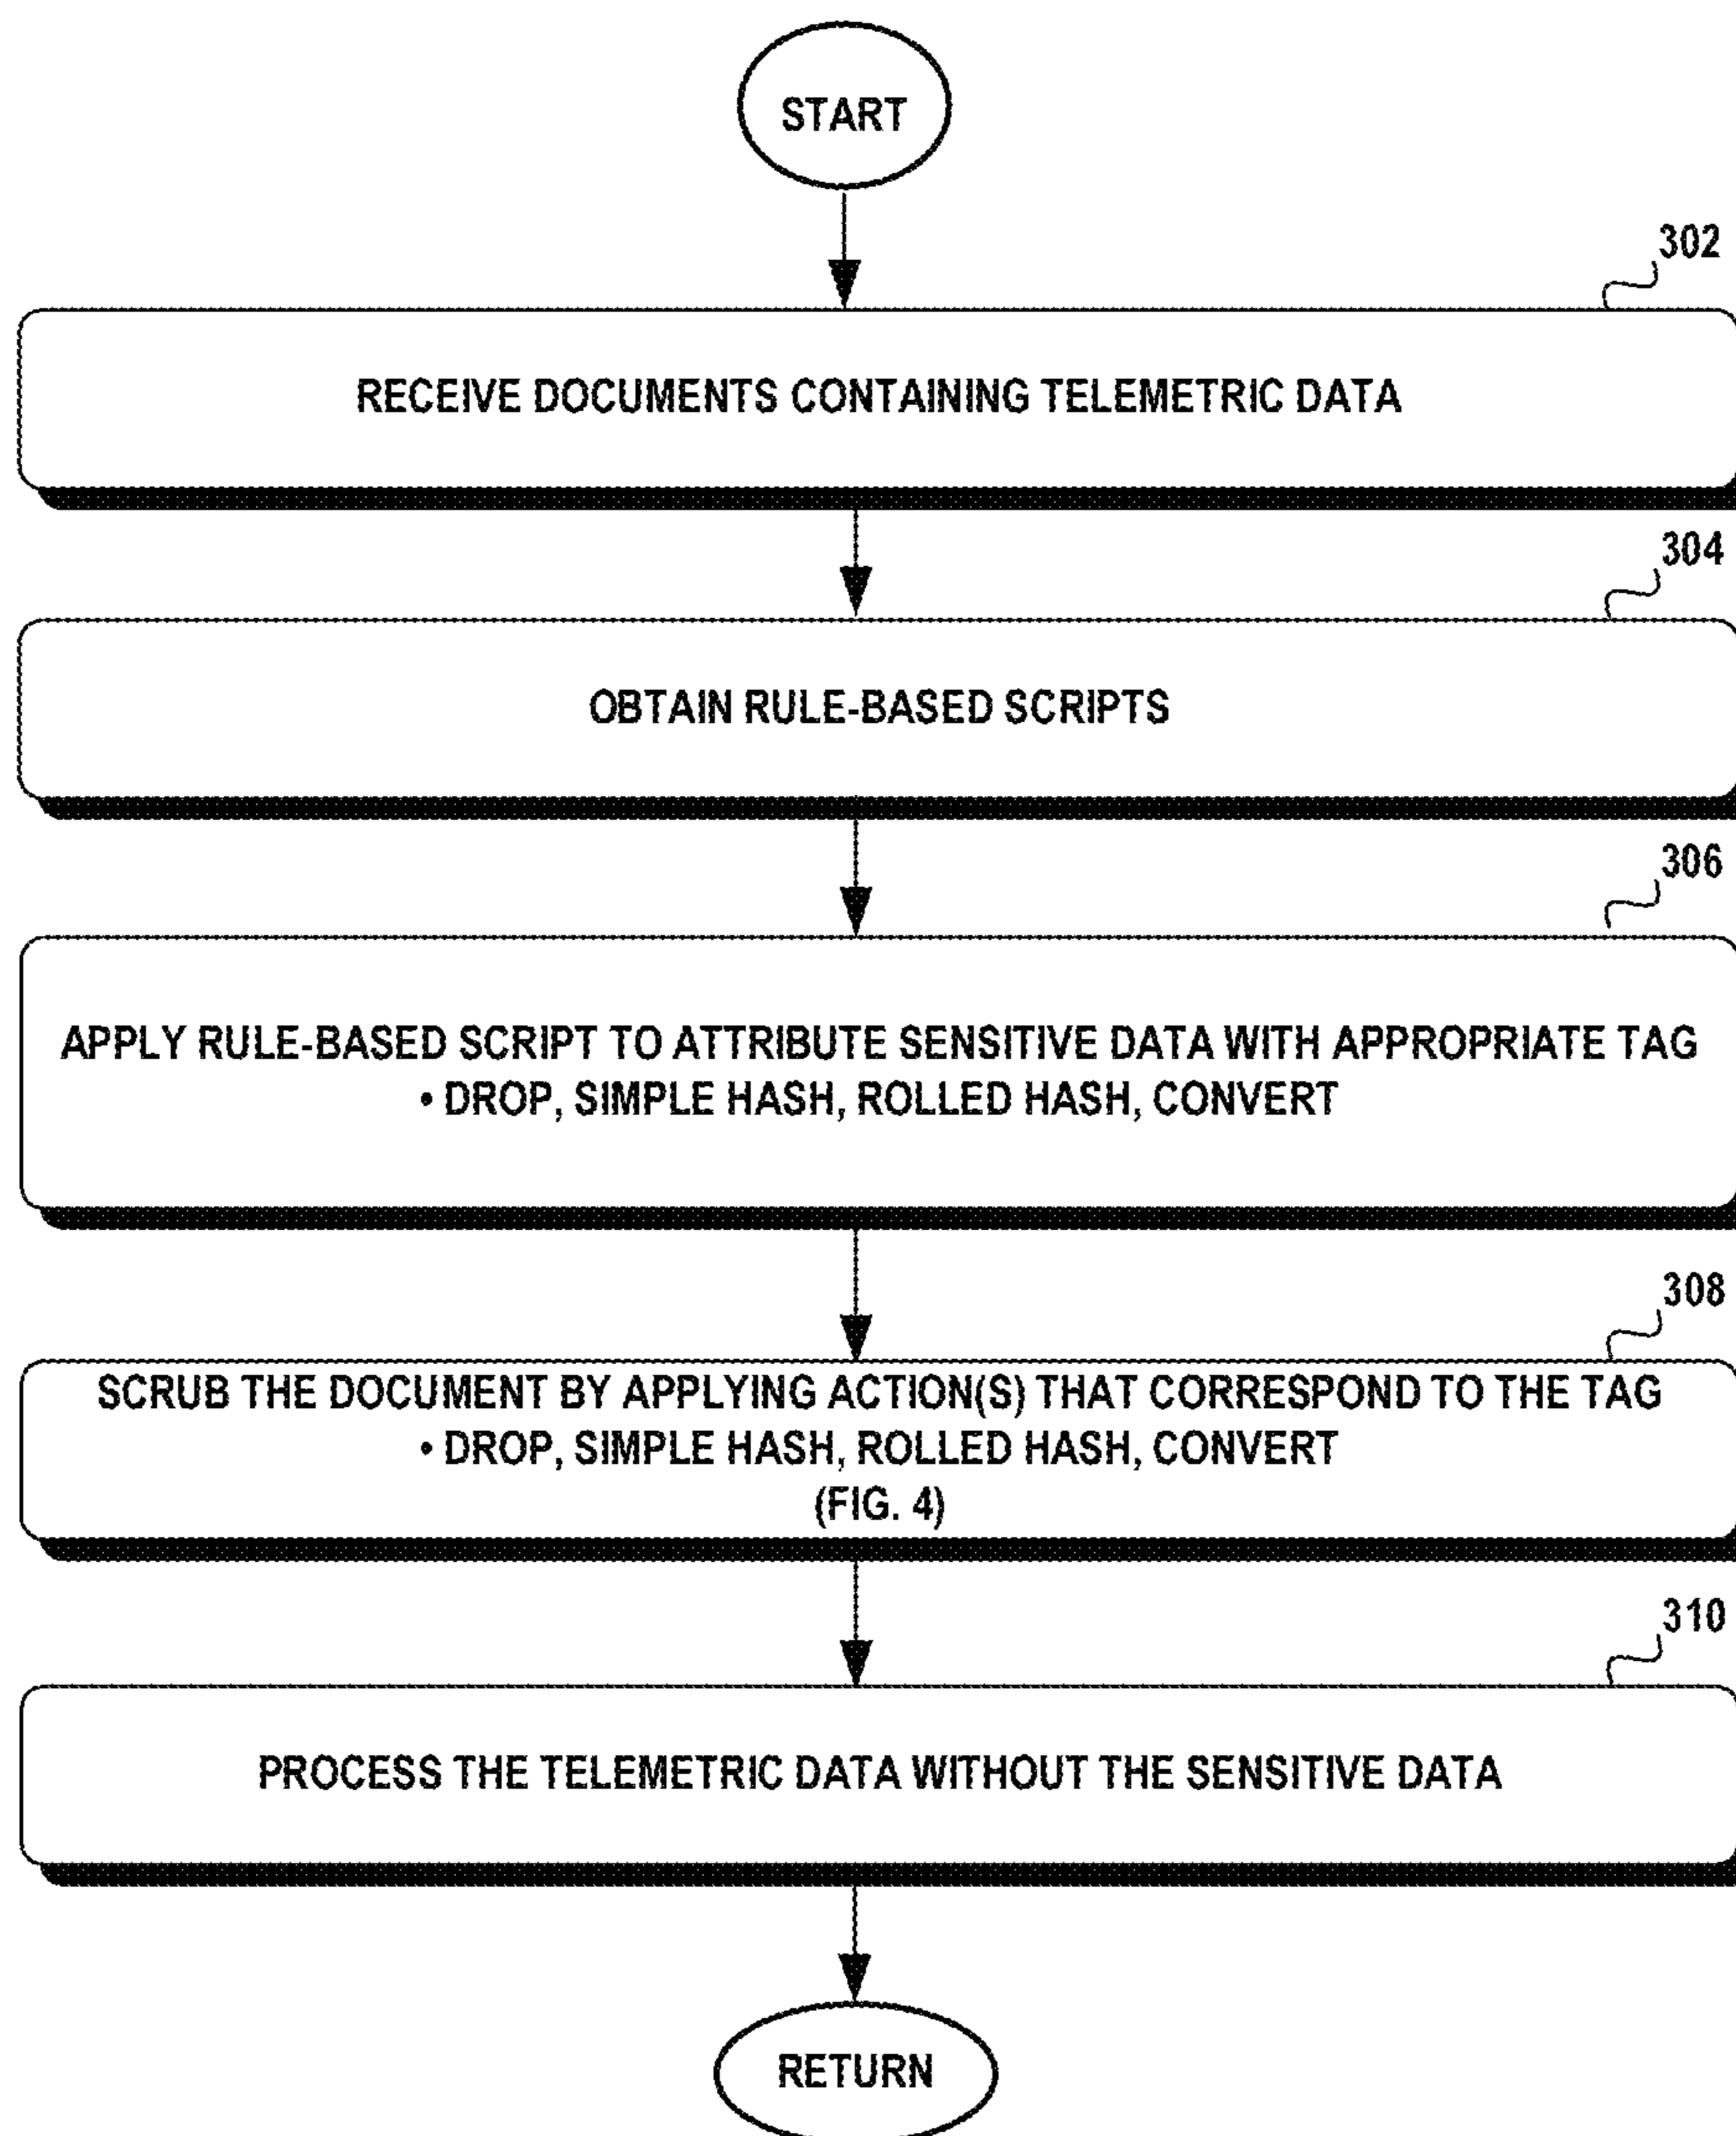 START
302
RECEIVE DOCUMENTS CONTAINING TELEMETRIC DATA
304
OBTAIN RULE-BASED SCRIPTS
306
APPLY RULE-BASED SCRIPT TO ATTRIBUTE SENSITIVE DATA WITH APPROPRIATE TAG
• DROP, SIMPLE HASH, ROLLED HASH, CONVERT
308
SCRUB THE DOCUMENT BY APPLYING ACTION(S) THAT CORRESPOND TO THE TAG
• DROP, SIMPLE HASH, ROLLED HASH, CONVERT
(FIG. 4)
310
PROCESS THE TELEMETRIC DATA WITHOUT THE SENSITIVE DATA
RETURN